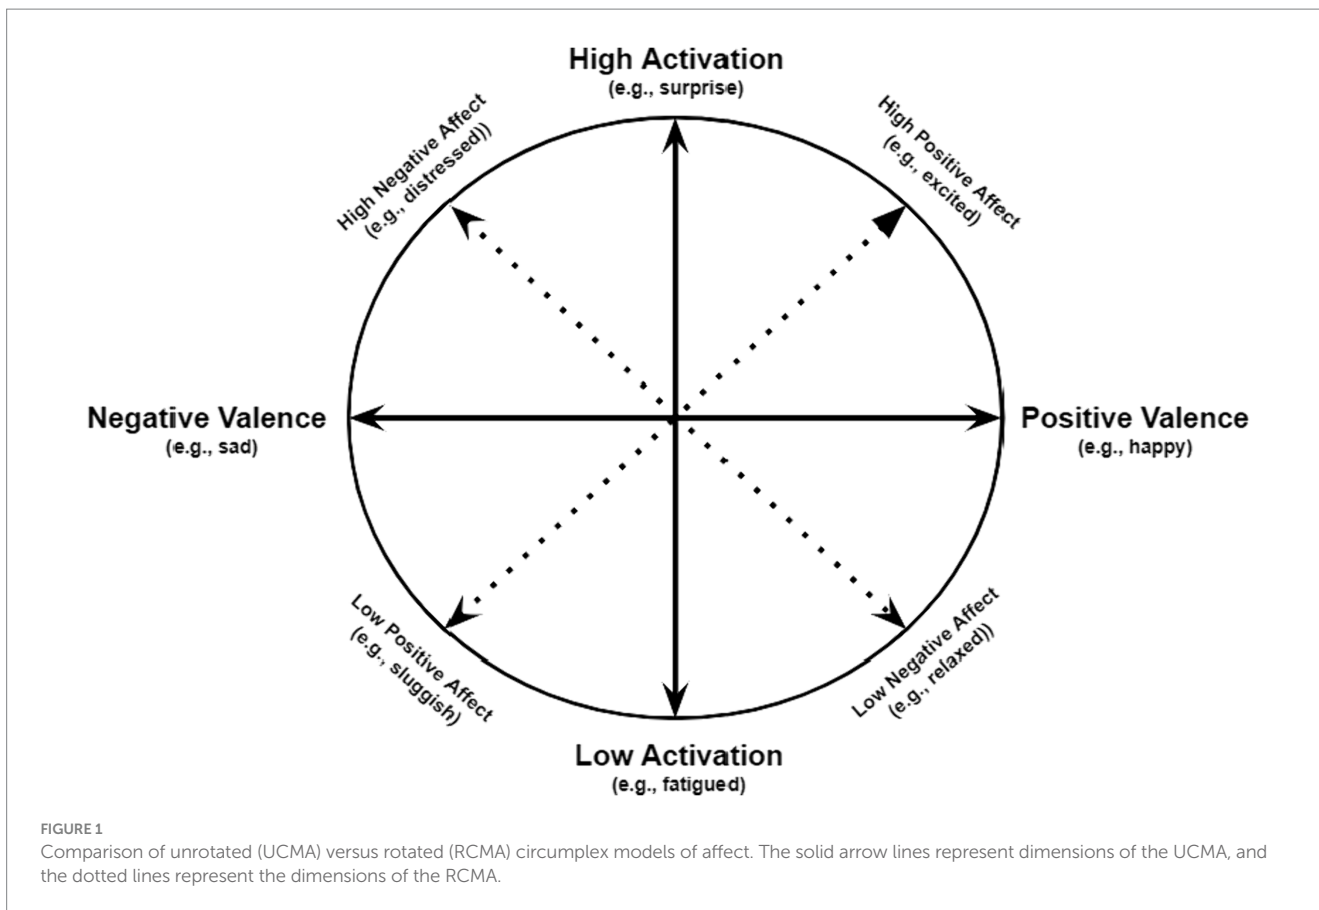 High Activation
(e.g., surprise)
High Negative Affect
(e.g., distressed))
High Positive Affect
(e.g., excited)
Negative Valence
(e.g., sad)
Positive Valence
(e.g., happy)
Low Positive Affect
(e.g., sluggish)
Low Negative Affect
(e.g., relaxed))
Low Activation
(e.g., fatigued)
FIGURE 1
Comparison of unrotated (UCMA) versus rotated (RCMA) circumplex models of affect. The solid arrow lines represent dimensions of the UCMA, and
the dotted lines represent the dimensions of the RCMA.